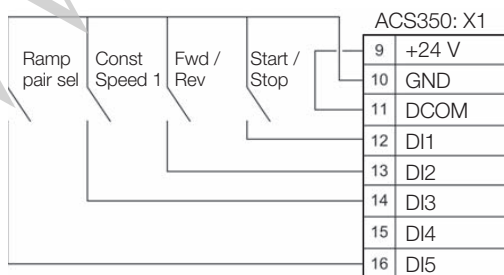 ACS350: X1
Ramp pair sel
Const Speed 1
Fwd / Rev
Start / Stop
9 +24 V
10 GND
11 DCOM
12 DI1
13 DI2
14 DI3
15 DI4
16 DI5